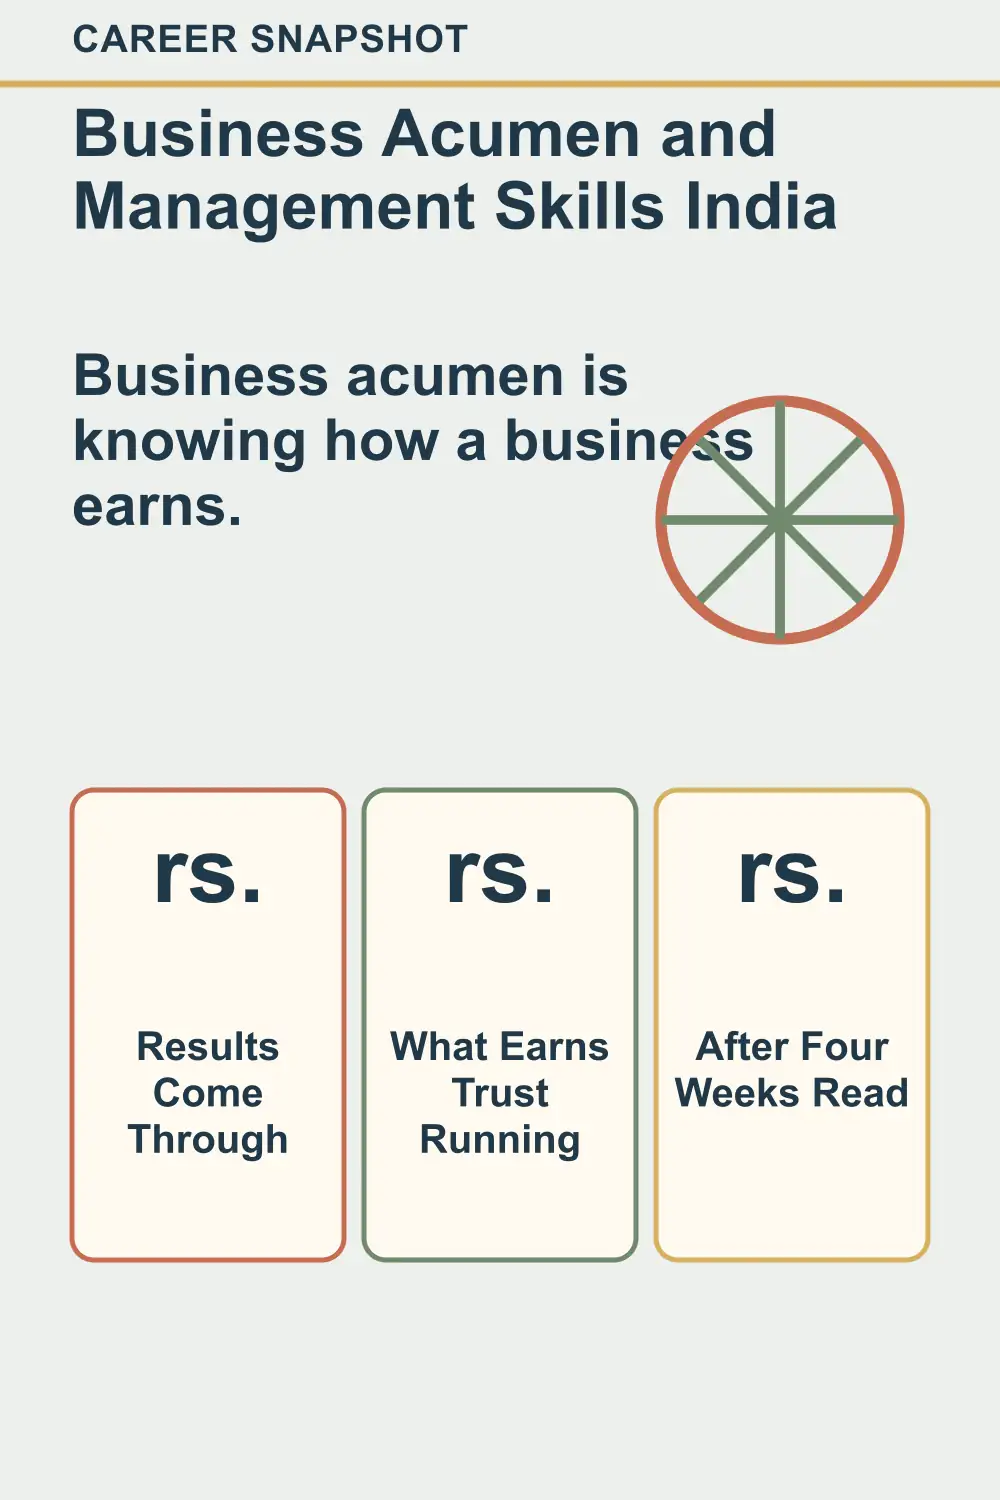 CAREER SNAPSHOT
Business Acumen and
Management Skills India
Business acumen is
knowing how a business
earns.
rs.
Results
Come
Through
rs.
What Earns
Trust
Running
rs.
After Four
Weeks Read